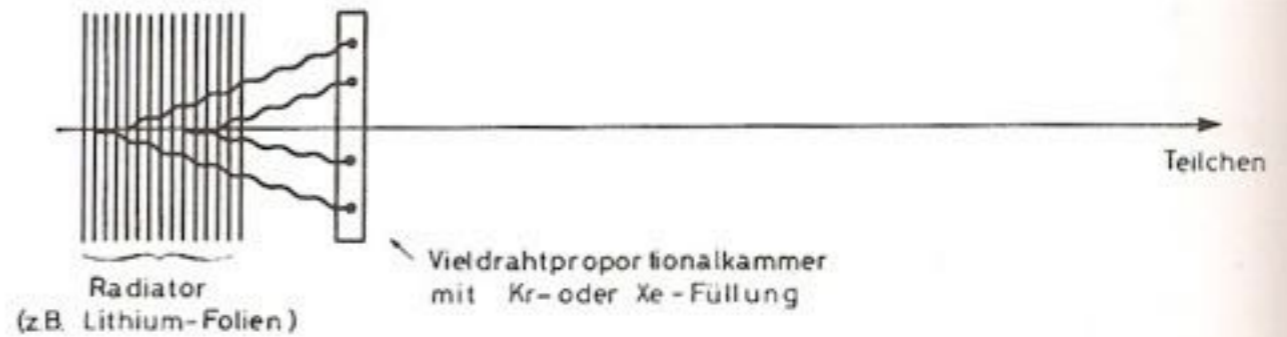 Teilchen
Vieldrahtproportionalkammer
mit Kr- oder Xe-Füllung
Radiator
(z.B. Lithium-Folien)